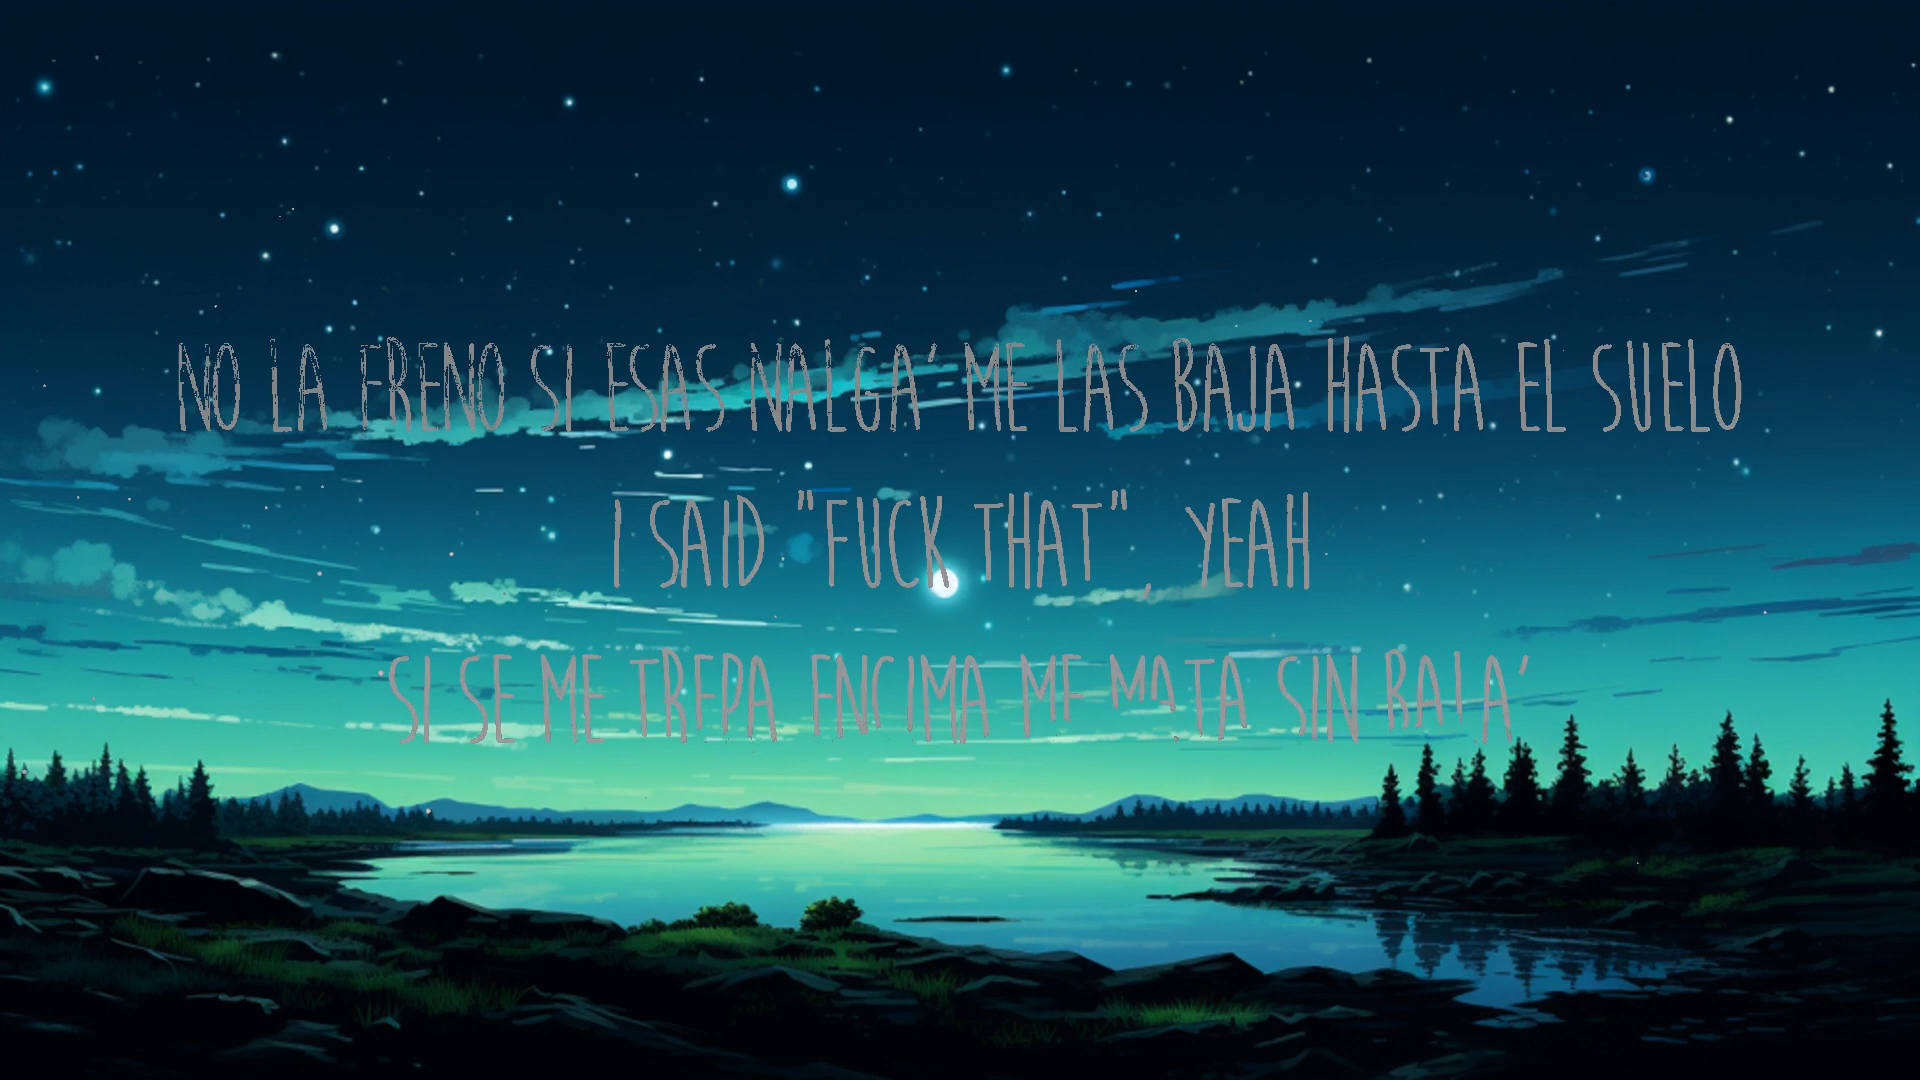 NO LA FRENO SI ESAS NALGA' ME LAS BAJA HASTA EL SUELO
I SAID "FUCK THAT", YEAH
SI SE ME TREPA ENCIMA ME MATA SIN BALA'